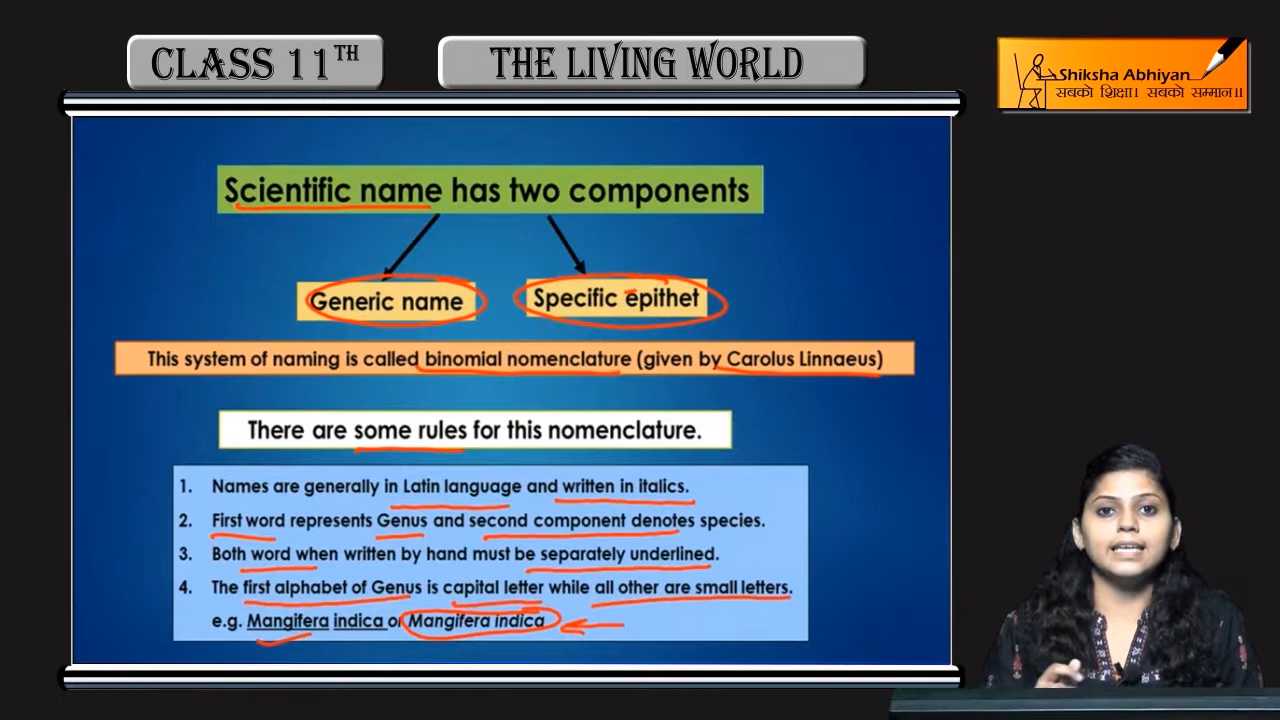 CLASS 11TH
THE LIVING WORLD
Shiksha Abhiyan
सबको शिक्षा। सबको सम्मान।।
Scientific name has two components
Generic name
Specific epithet
This system of naming is called binomial nomenclature (given by Carolus Linnaeus)
There are some rules for this nomenclature.
1. Names are generally in Latin language and written in italics.
2. First word represents Genus and second component denotes species.
3. Both word when written by hand must be separately underlined.
4. The first alphabet of Genus is capital letter while all other are small letters.
e.g. Mangifera indica or Mangifera indica